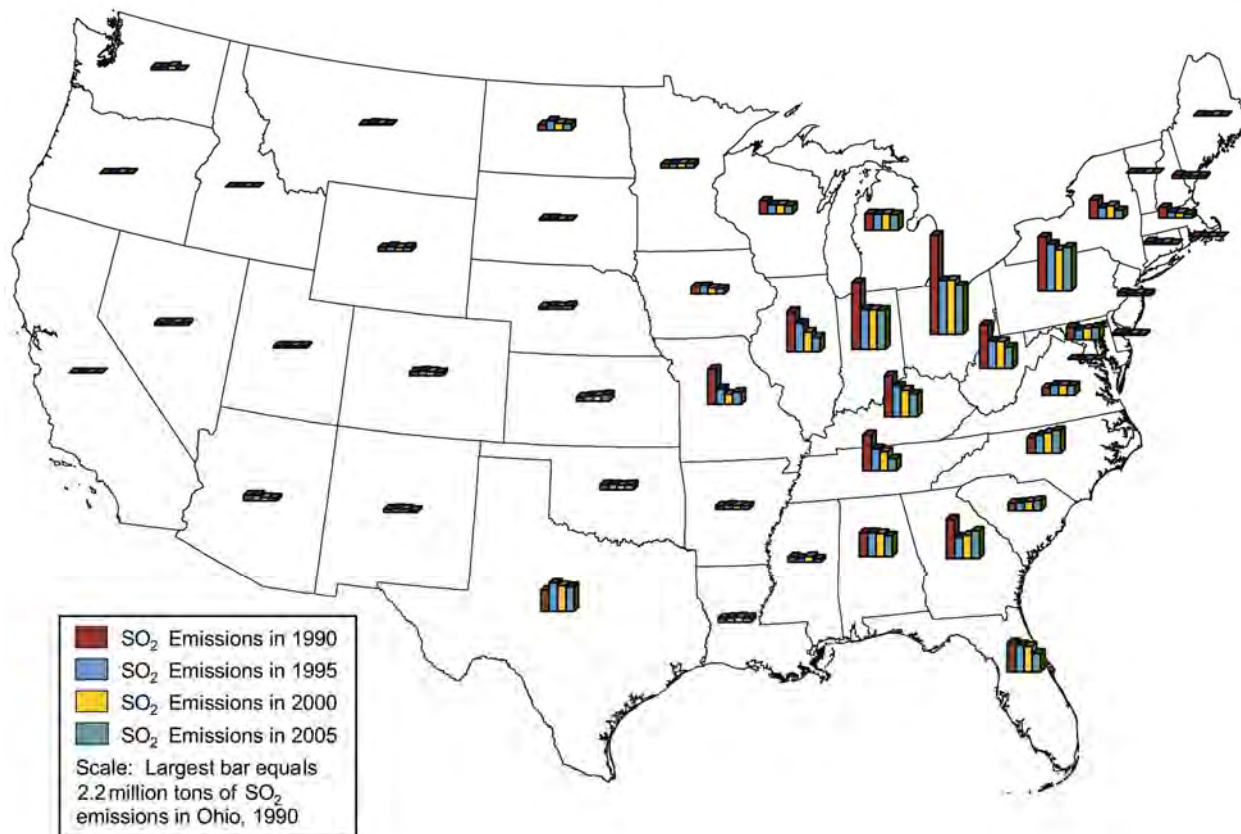 SO₂ Emissions in 1990
SO₂ Emissions in 1995
SO₂ Emissions in 2000
SO₂ Emissions in 2005
Scale: Largest bar equals
2.2 million tons of SO₂
emissions in Ohio, 1990